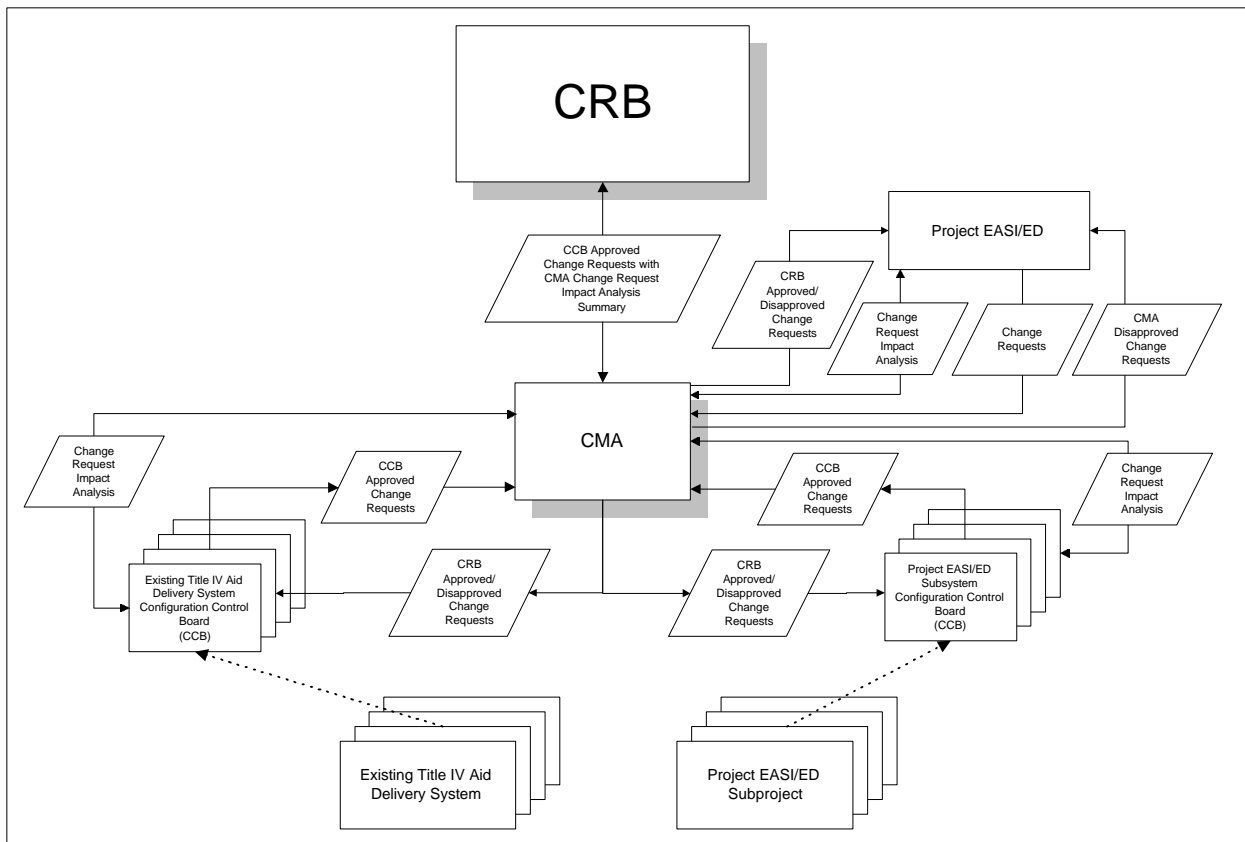 CRB
CCB Approved
Change Requests with
CMA Change Request
Impact Analysis
Summary
Project EASI/ED
CRB
Approved/
Disapproved
Change
Requests
Change
Request
Impact
Analysis
Change
Requests
CMA
Disapproved
Change
Requests
CMA
Change
Request
Impact
Analysis
CCB
Approved
Change
Requests
CCB
Approved
Change
Requests
Change
Request
Impact
Analysis
Existing Title IV Aid
Delivery System
Configuration Control
Board
(CCB)
CRB
Approved/
Disapproved
Change
Requests
CRB
Approved/
Disapproved
Change
Requests
Project EASI/ED
Subsystem
Configuration Control
Board
(CCB)
Existing Title IV Aid
Delivery System
Project EASI/ED
Subproject